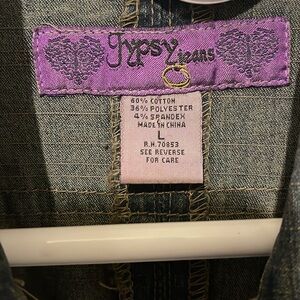 Gypsy jeans
60% COTTON
36% POLYESTER
4% SPANDEX
MADE IN CHINA
L
R.N. 70853
SEE REVERSE
FOR CARE